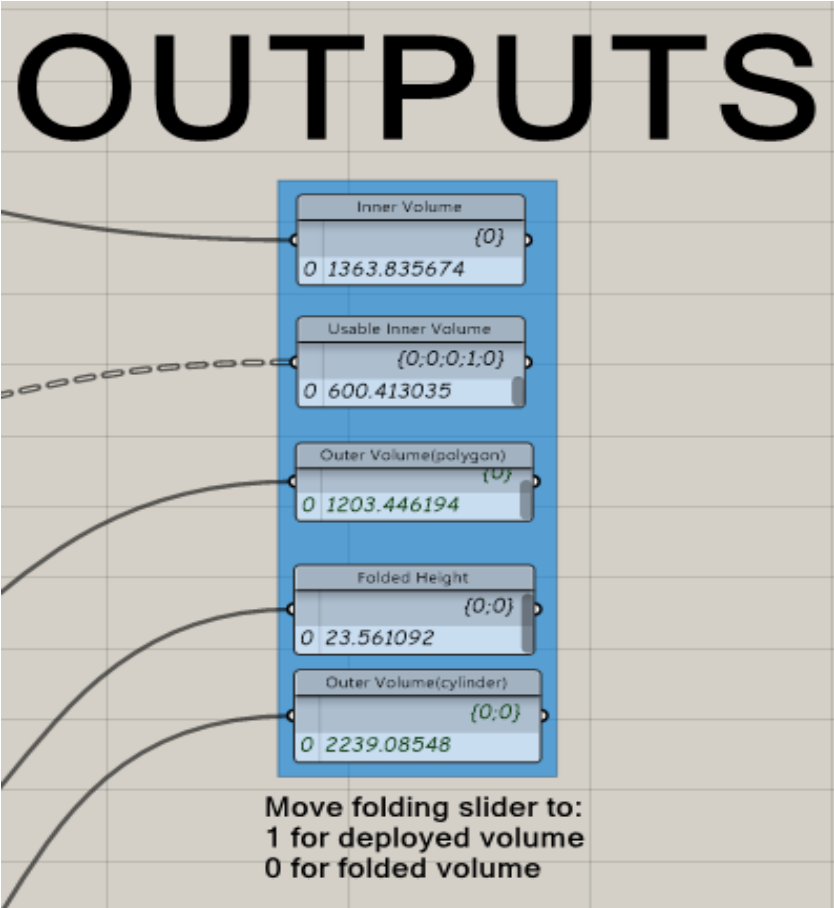 OUTPUTS
Inner Volume
{0}
0 1363.835674
Usable Inner Volume
{0;0;0;1;0}
0 600.413035
Outer Volume(polygon)
{0}
0 1203.446194
Folded Height
{0;0}
0 23.561092
Outer Volume(cylinder)
{0;0}
0 2239.08548
Move folding slider to:
1 for deployed volume
0 for folded volume